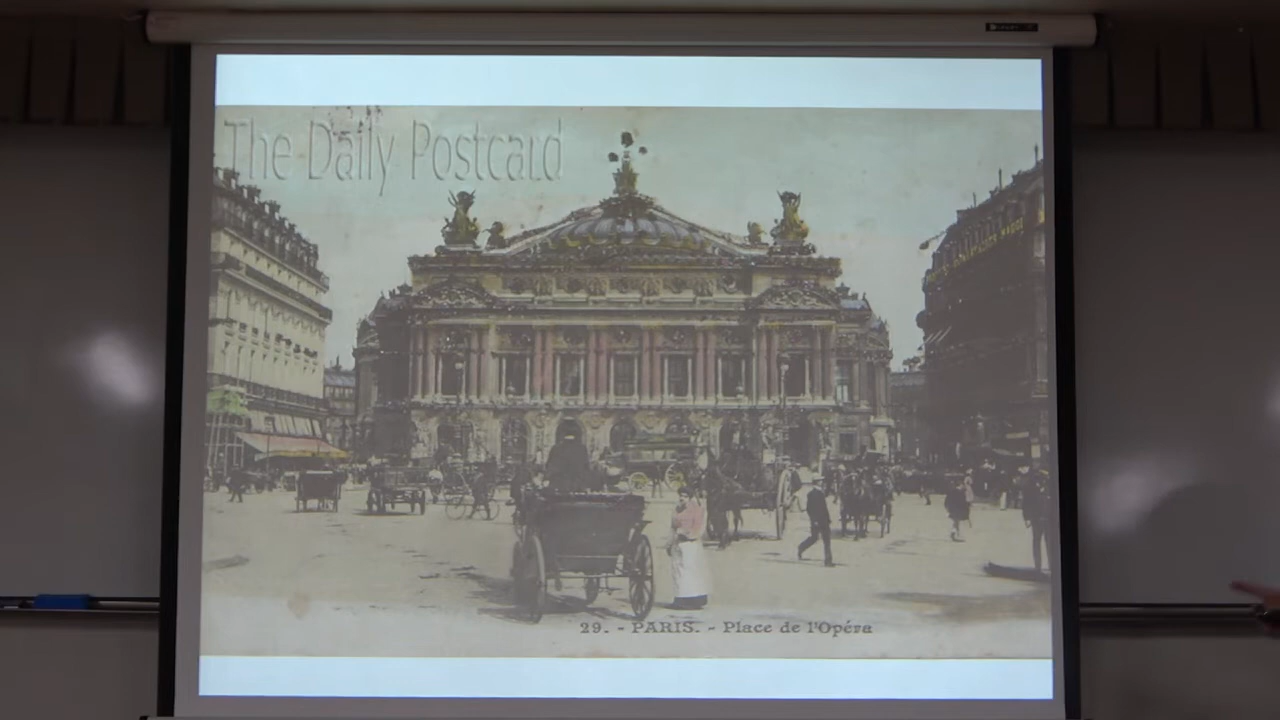 The Daily Postcard
29. - PARIS. - Place de l'Opéra